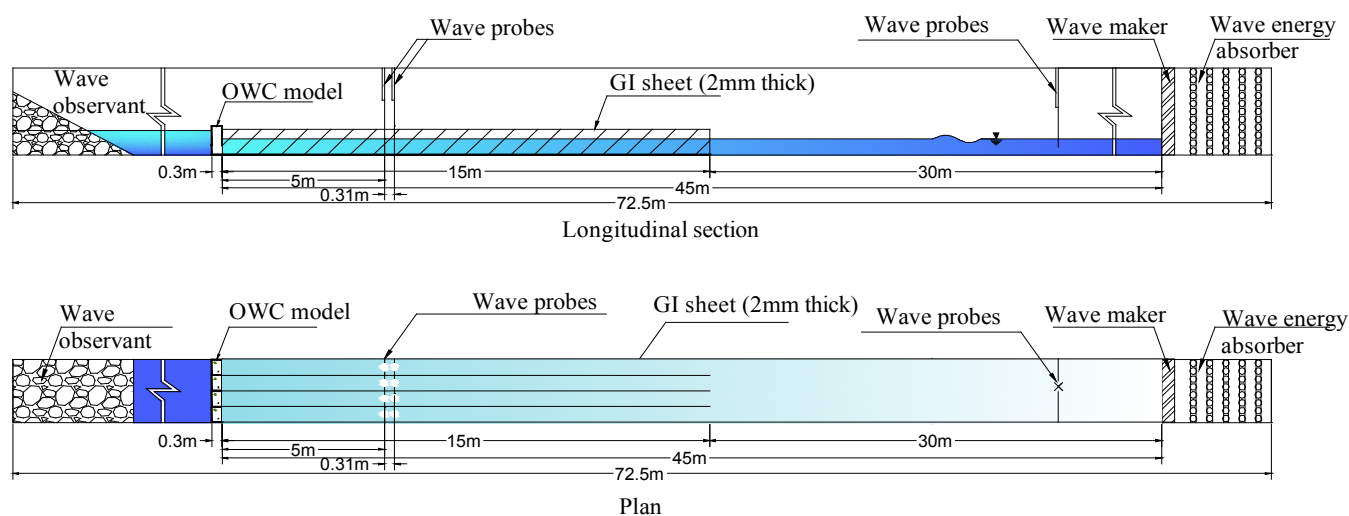 Wave probes
Wave probes
Wave maker
Wave energy
absorber
Wave
observant
OWC model
GI sheet (2mm thick)
0.3m
15m
30m
5m
45m
0.31m
72.5m
Longitudinal section
Wave
observant
OWC model
Wave probes
GI sheet (2mm thick)
Wave probes
Wave maker
Wave energy
absorber
0.3m
15m
30m
5m
45m
0.31m
72.5m
Plan